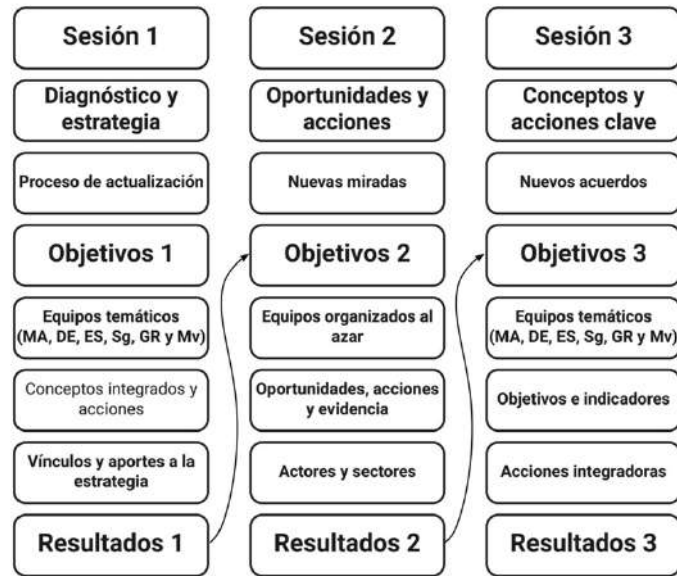 Sesión 1
Diagnóstico y
estrategia
Proceso de actualización
Objetivos 1
Equipos temáticos
(MA, DE, ES, Sg, GR y Mv)
Conceptos integrados y
acciones
Vínculos y aportes a la
estrategia
Resultados 1
Sesión 2
Oportunidades y
acciones
Nuevas miradas
Objetivos 2
Equipos organizados al
azar
Oportunidades, acciones
y evidencia
Actores y sectores
Resultados 2
Sesión 3
Conceptos y
acciones clave
Nuevos acuerdos
Objetivos 3
Equipos temáticos
(MA, DE, ES, Sg, GR y Mv)
Objetivos e indicadores
Acciones integradoras
Resultados 3